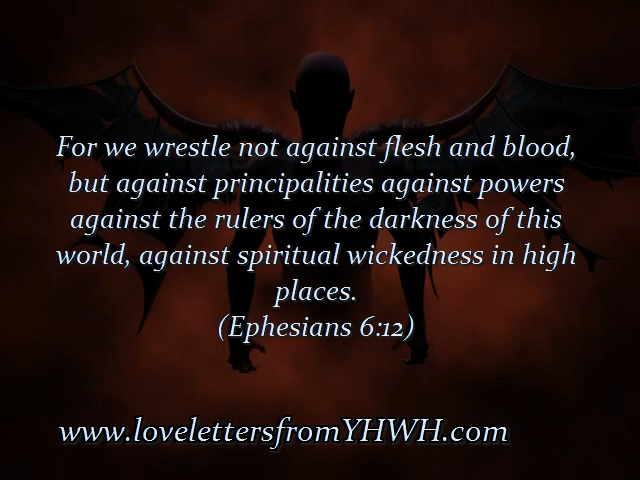 For we wrestle not against flesh and blood,
but against principalities against powers
against the rulers of the darkness of this
world, against spiritual wickedness in high
places.
(Ephesians 6:12)
www.lovelettersfromYHWH.com